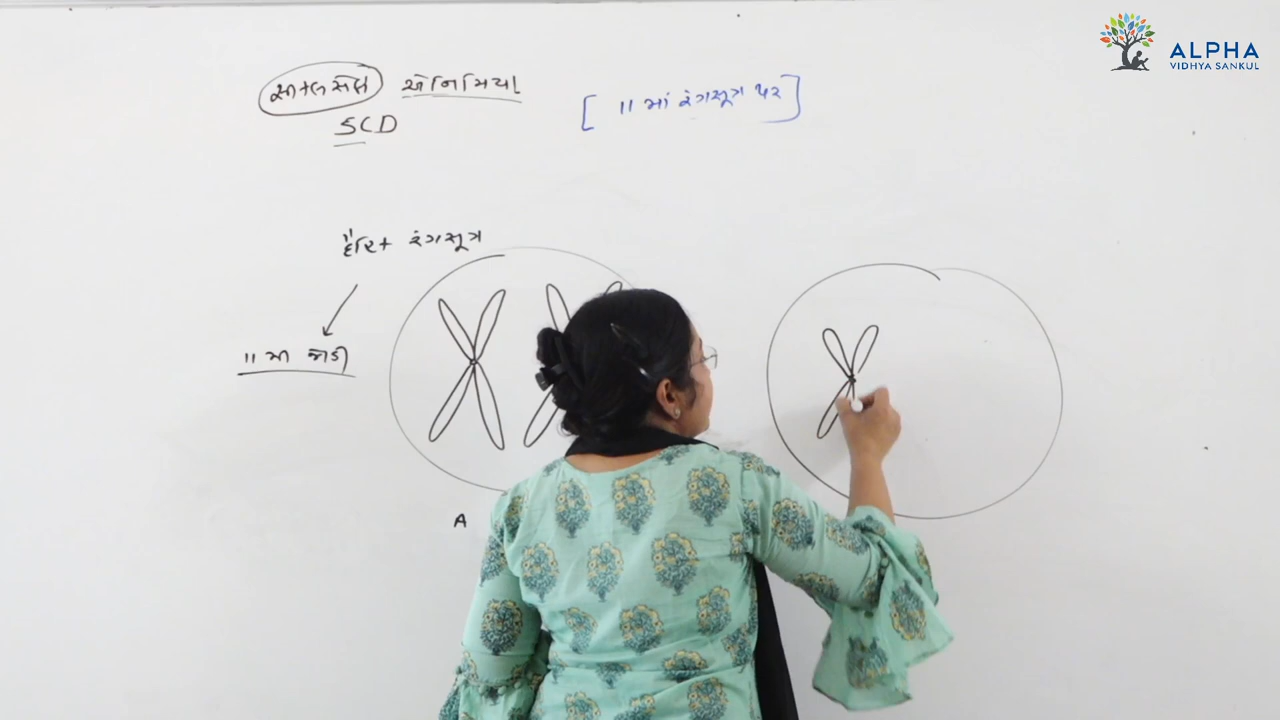 સીકલસેલ એનિમિયા
SCD
[ 11 માં રંગસૂત્ર પર ]
રંગસૂત્ર
11 મી જોડી
A
ALPHA
VIDHYA SANKUL